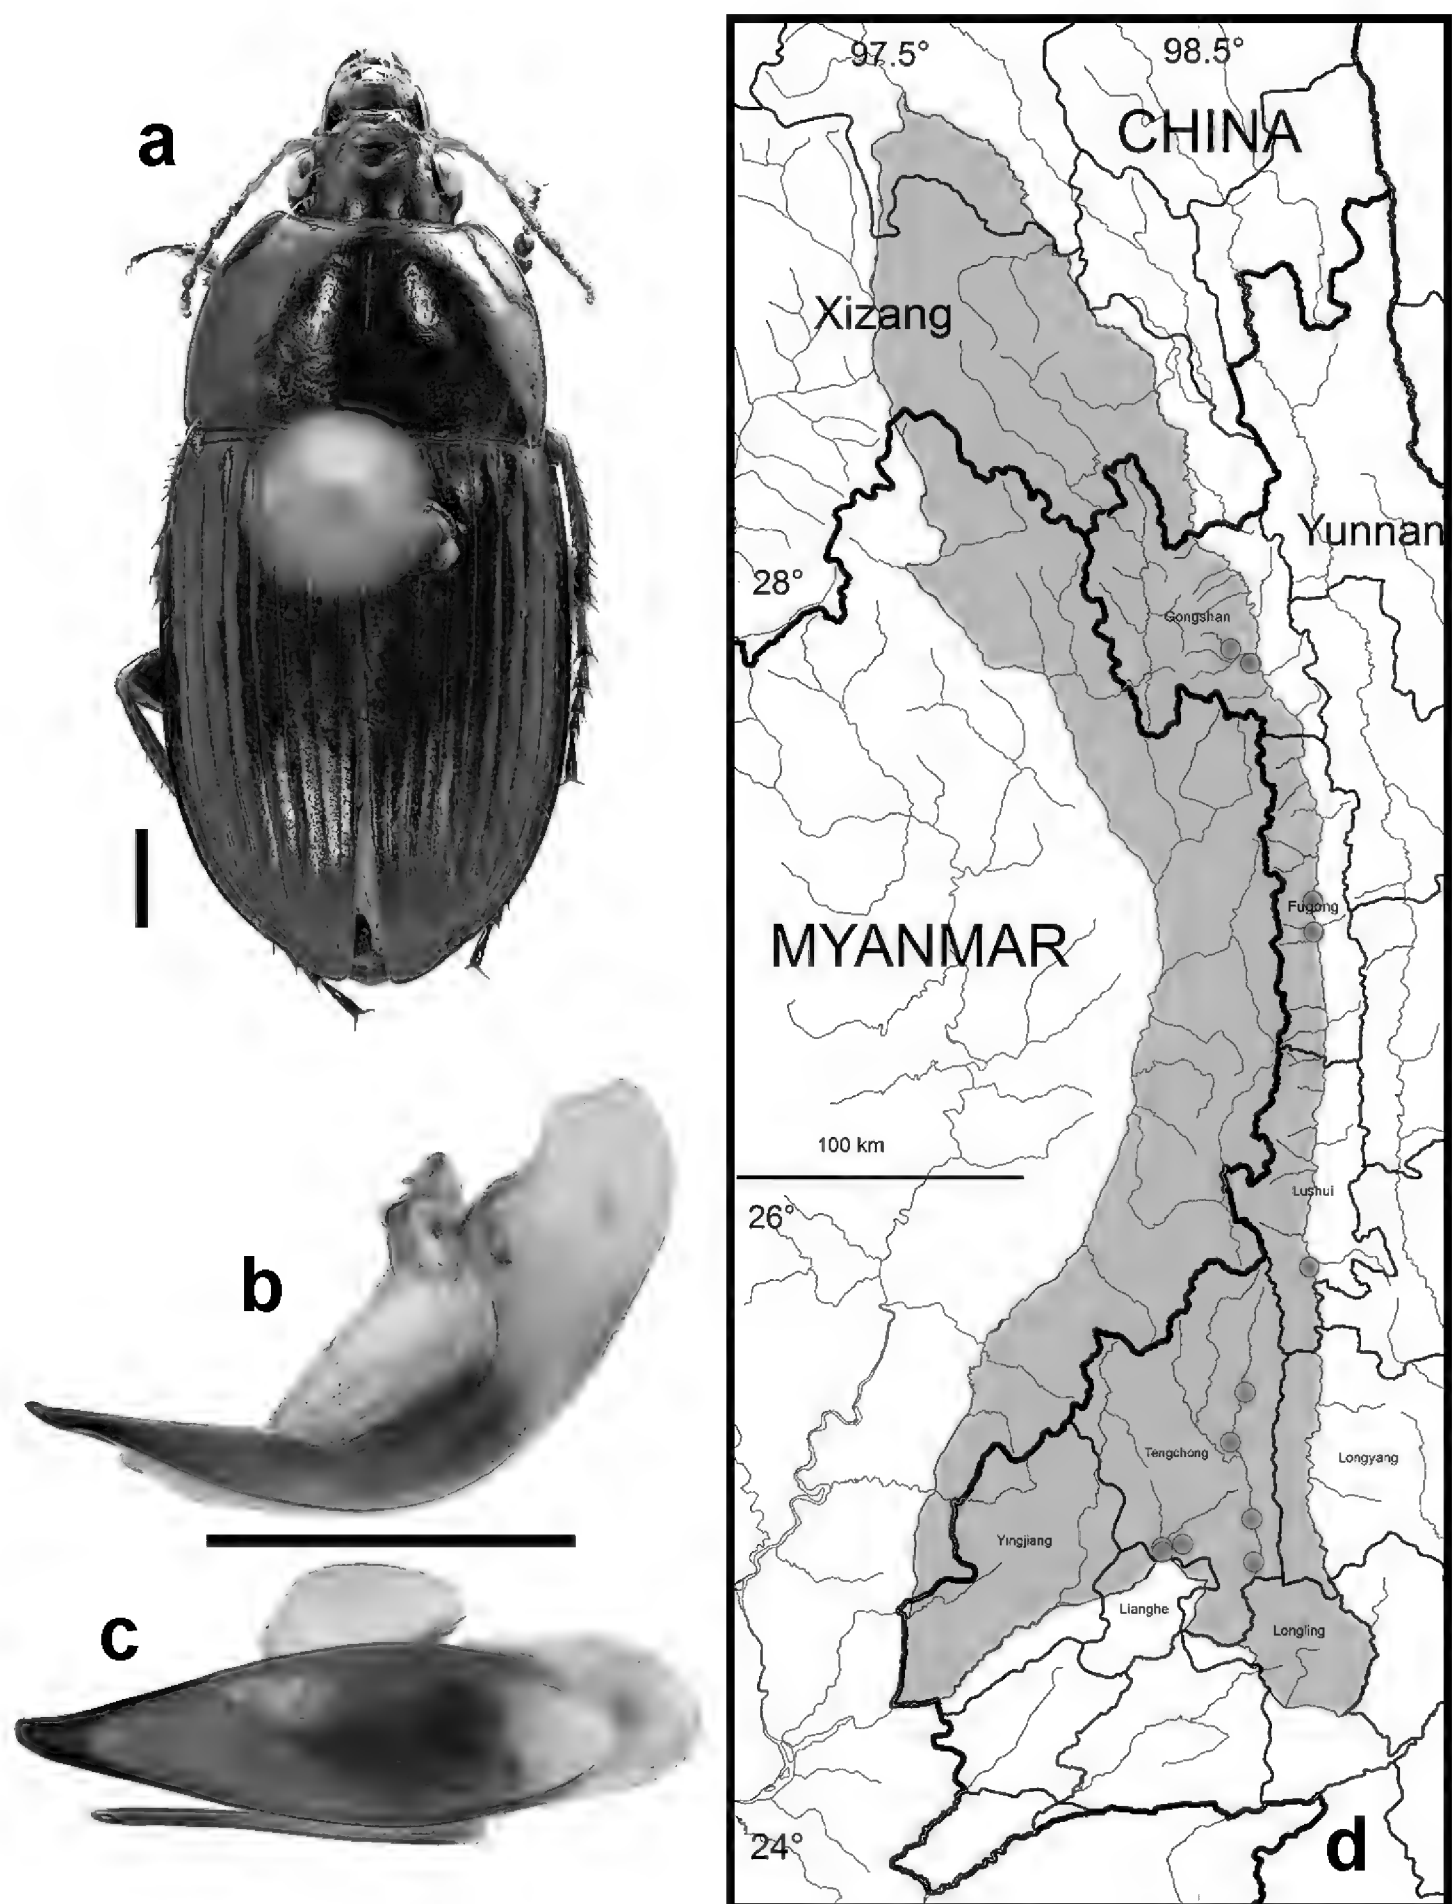 a
b
c
97.5°
98.5°
CHINA
Xizang
Yunnan
28°
Gongshan
Fugong
MYANMAR
100 km
26°
Lushui
Tengchong
Longyang
Yingjiang
Lianghe
Longling
24°
d